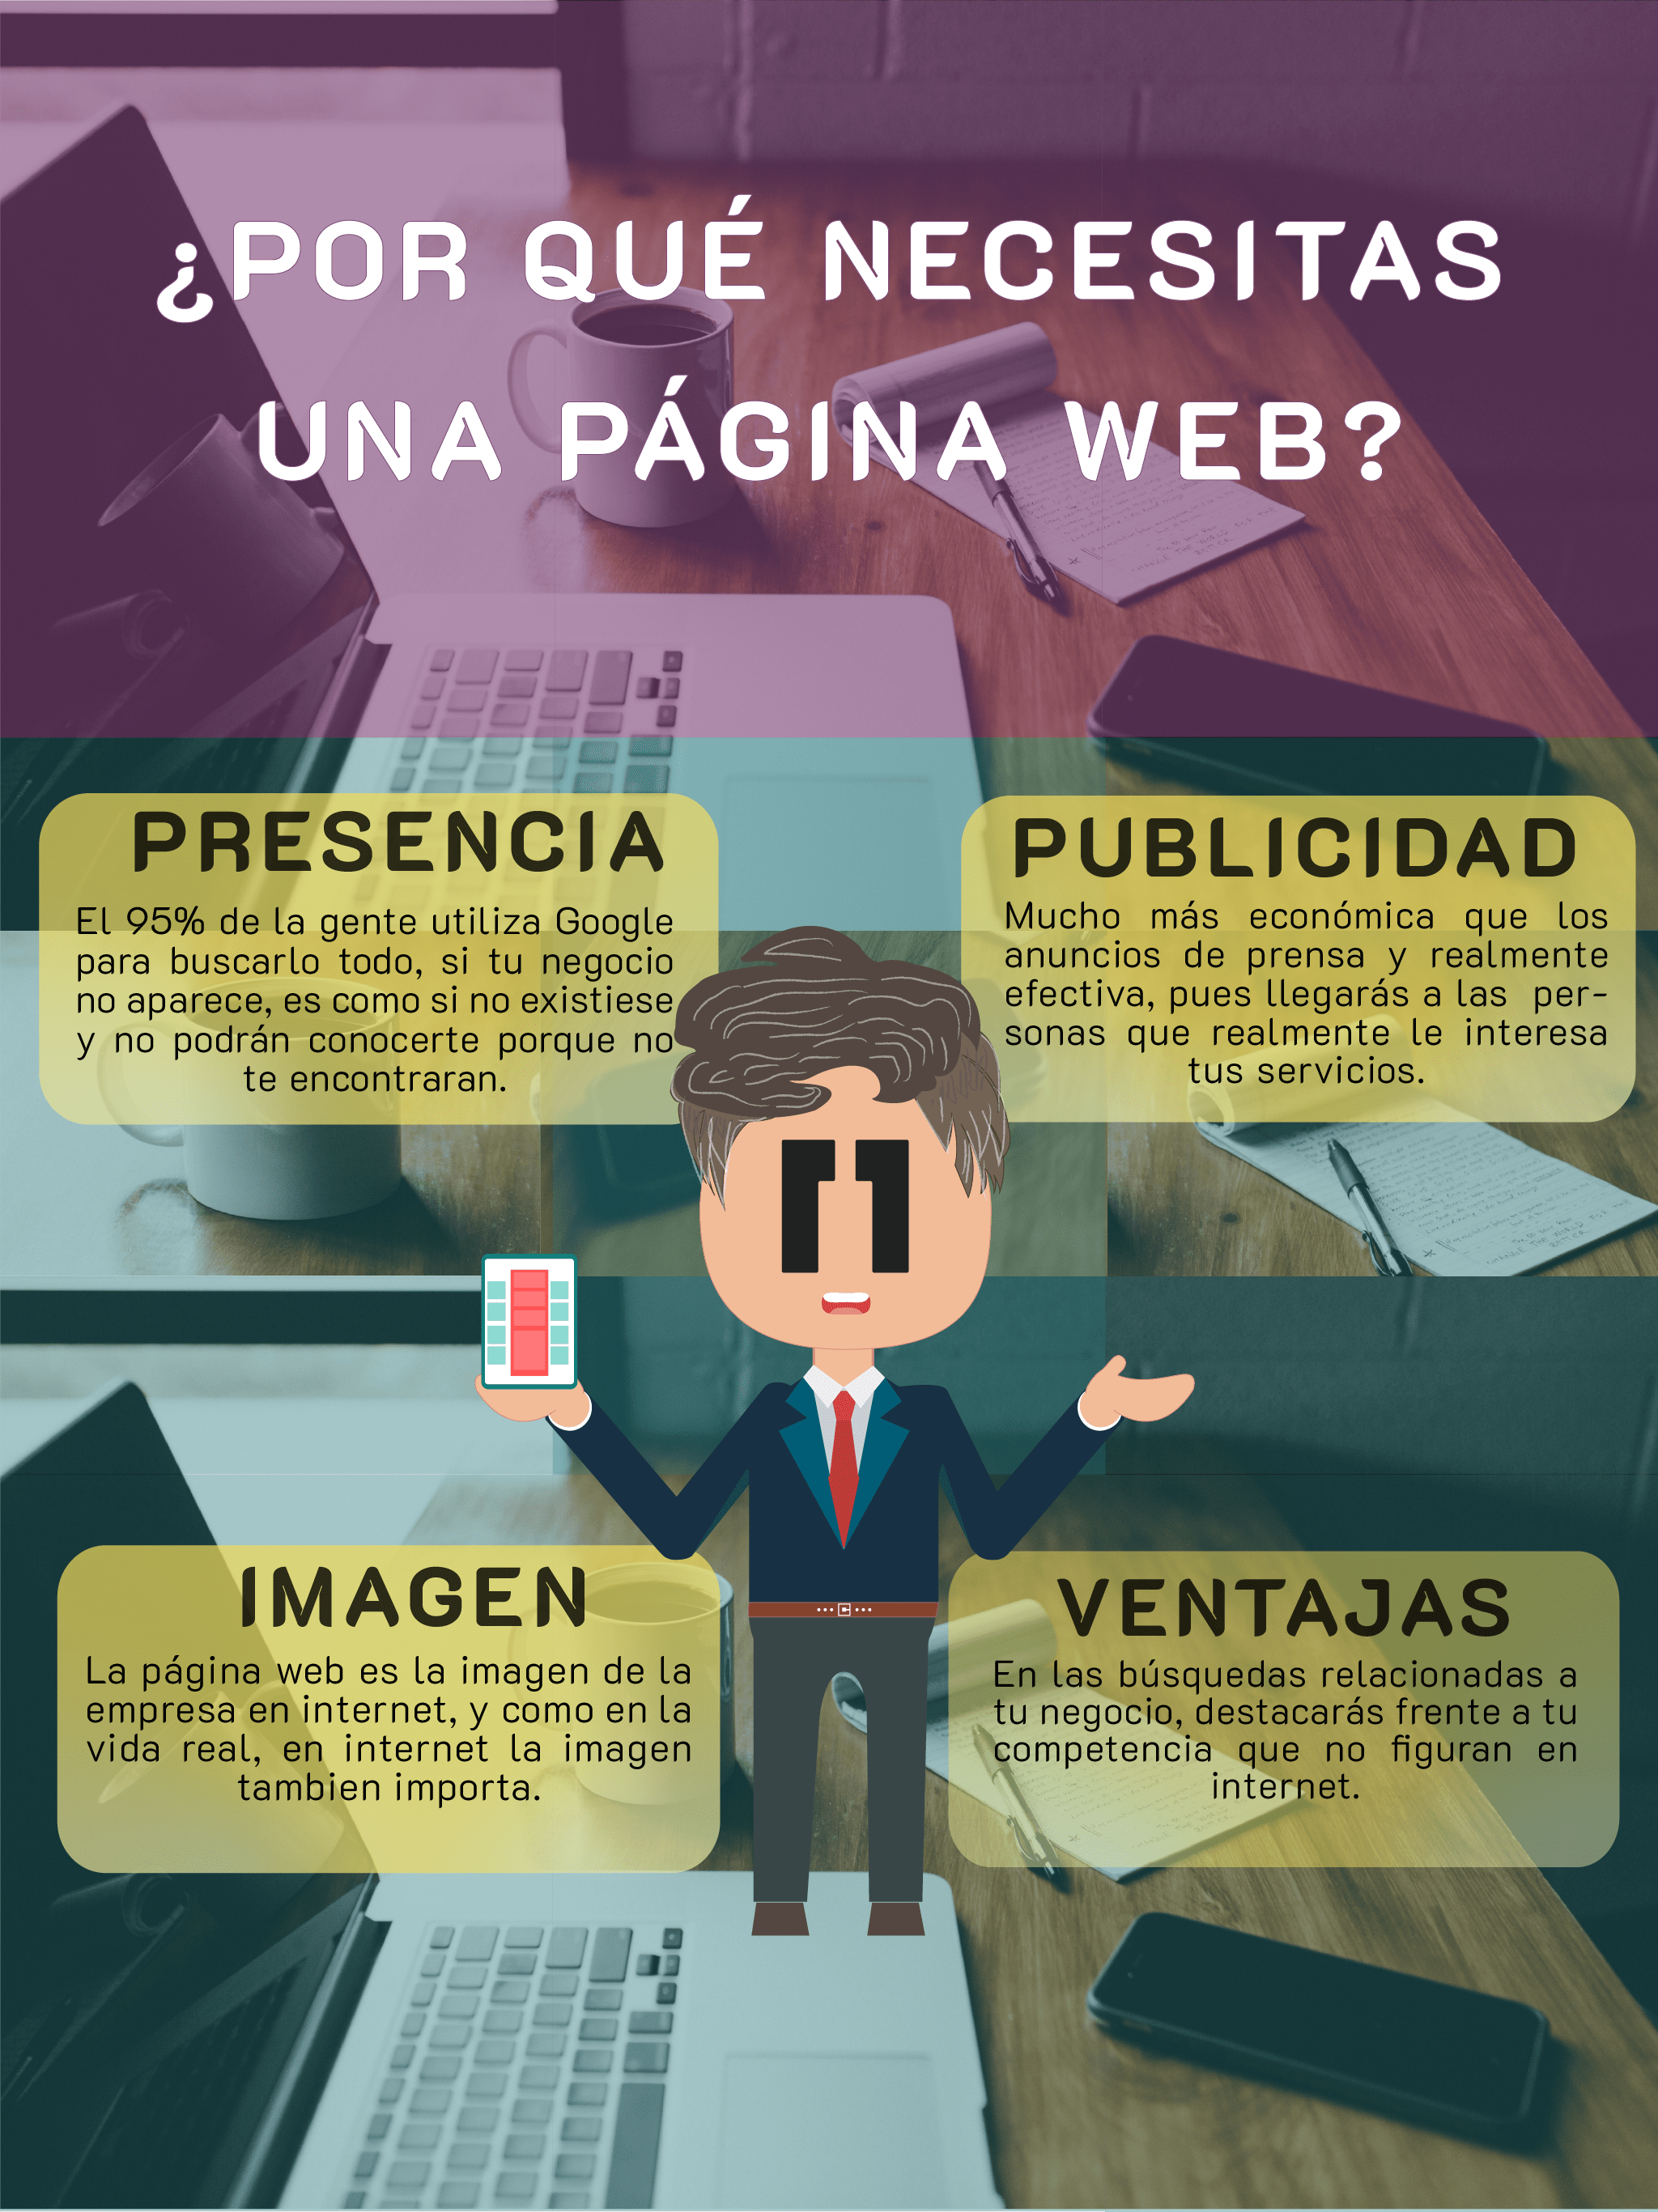 ¿POR QUÉ NECESITAS
UNA PÁGINA WEB?
PRESENCIA
El 95% de la gente utiliza Google
para buscarlo todo, si tu negocio
no aparece, es como si no existiese
y no podrán conocerte porque no
te encontraran.
PUBLICIDAD
Mucho más económica que los
anuncios de prensa y realmente
efectiva, pues llegarás a las per-
sonas que realmente le interesa
tus servicios.
IMAGEN
La página web es la imagen de la
empresa en internet, y como en la
vida real, en internet la imagen
tambien importa.
VENTAJAS
En las búsquedas relacionadas a
tu negocio, destacarás frente a tu
competencia que no figuran en
internet.